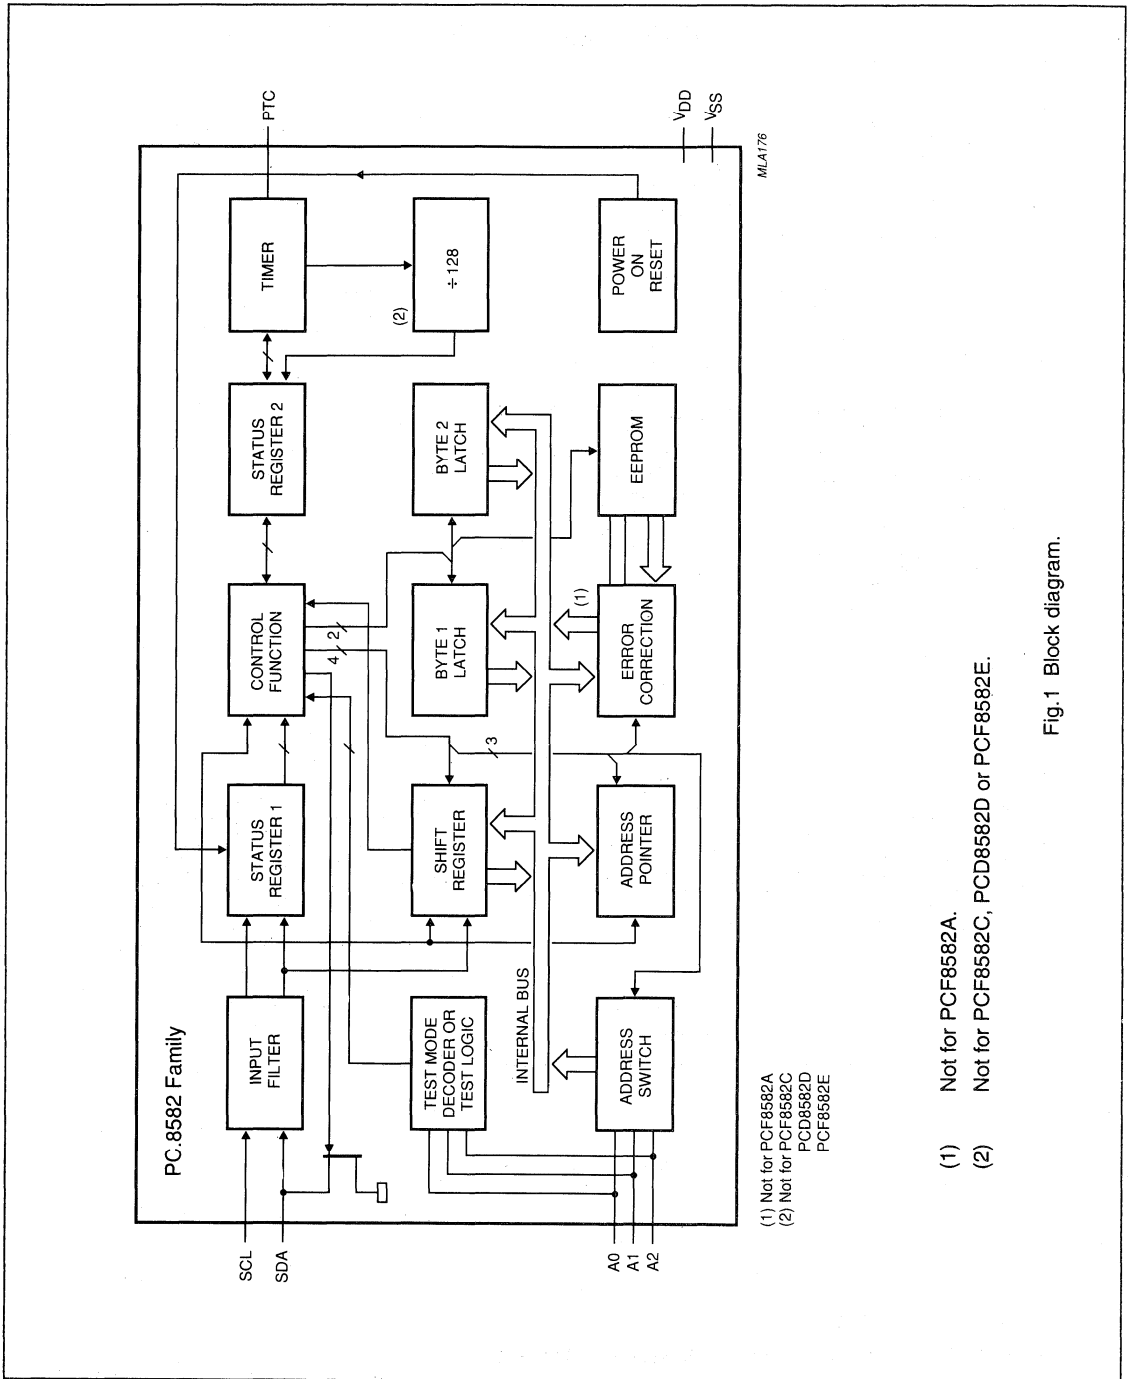 PC.8582 Family
SCL
SDA
INPUT
FILTER
STATUS
REGISTER 1
CONTROL
FUNCTION
STATUS
REGISTER 2
TIMER
PTC
4
2
TEST MODE
DECODER OR
TEST LOGIC
SHIFT
REGISTER
BYTE 1
LATCH
BYTE 2
LATCH
(2)
÷128
3
INTERNAL BUS
(1)
A0
A1
A2
ADDRESS
SWITCH
ADDRESS
POINTER
ERROR
CORRECTION
EEPROM
POWER
ON
RESET
VDD
VSS
MLA176
(1) Not for PCF8582A
(2) Not for PCF8582C
PCD8582D
PCF8582E
(1) Not for PCF8582A.
(2) Not for PCF8582C, PCD8582D or PCF8582E.
Fig.1 Block diagram.